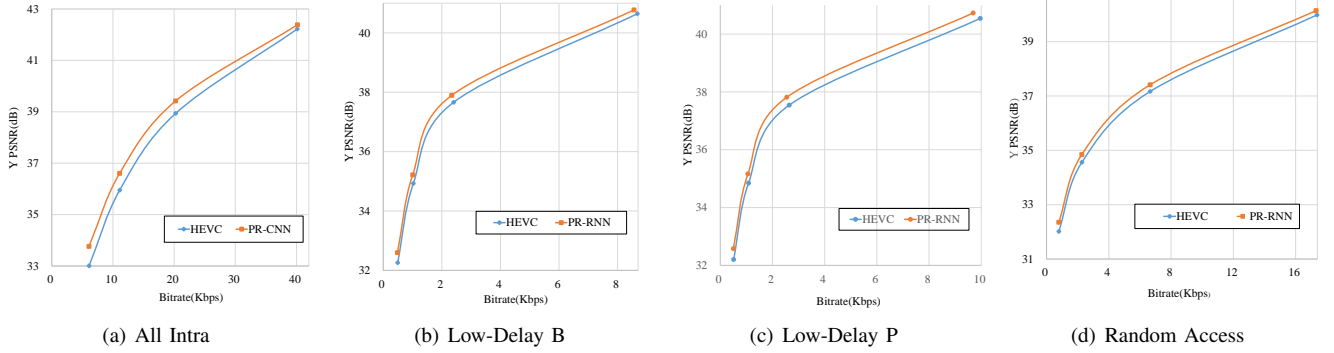 43
41
39
37
35
33
Y PSNR(dB)
0
10
20
30
40
Bitrate(Kbps)
HEVC
PR-CNN
(a) All Intra
40
38
36
34
32
Y PSNR(dB)
0
2
4
6
8
Bitrate(Kbps)
HEVC
PR-RNN
(b) Low-Delay B
40
38
36
34
32
Y PSNR(dB)
0
2
4
6
8
10
Bitrate(Kbps)
HEVC
PR-RNN
(c) Low-Delay P
39
37
35
33
31
Y PSNR(dB)
0
4
8
12
16
Bitrate(Kbps)
HEVC
PR-RNN
(d) Random Access